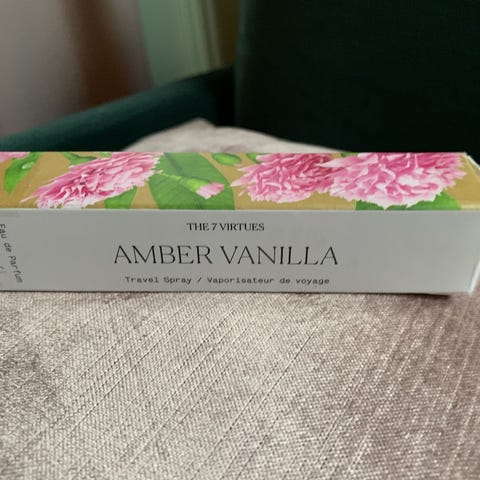 THE 7 VIRTUES
AMBER VANILLA
Travel Spray / Vaporisateur de voyage
Eau de Parfum